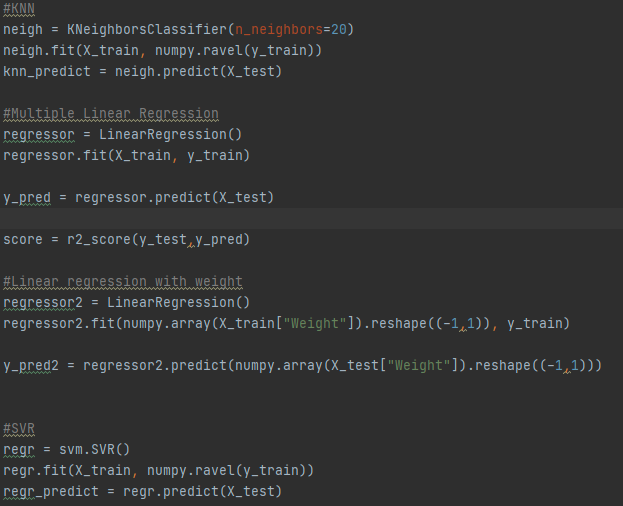 #KNN
neigh = KNeighborsClassifier(n_neighbors=20)
neigh.fit(X_train, numpy.ravel(y_train))
knn_predict = neigh.predict(X_test)
#Multiple Linear Regression
regressor = LinearRegression()
regressor.fit(X_train, y_train)
y_pred = regressor.predict(X_test)
score = r2_score(y_test,y_pred)
#Linear regression with weight
regressor2 = LinearRegression()
regressor2.fit(numpy.array(X_train["Weight"]).reshape((-1,1)), y_train)
y_pred2 = regressor2.predict(numpy.array(X_test["Weight"]).reshape((-1,1)))
#SVR
regr = svm.SVR()
regr.fit(X_train, numpy.ravel(y_train))
regr_predict = regr.predict(X_test)